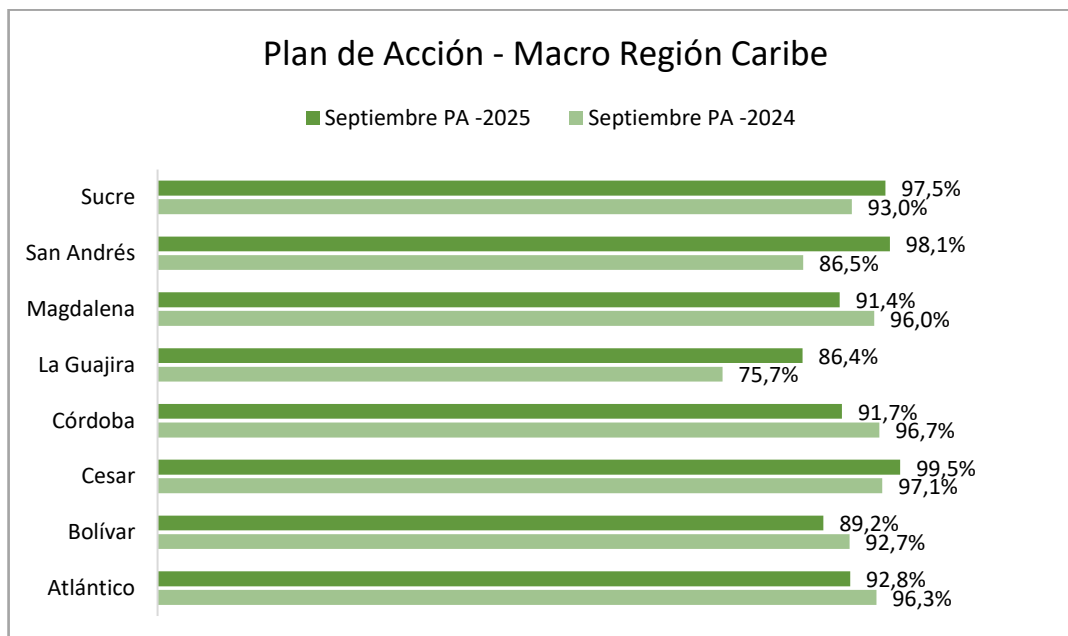 Plan de Acción - Macro Región Caribe
Septiembre PA -2025 Septiembre PA -2024
Sucre 97,5%
93,0%
San Andrés 98,1%
86,5%
Magdalena 91,4%
96,0%
La Guajira 86,4%
75,7%
Córdoba 91,7%
96,7%
Cesar 99,5%
97,1%
Bolívar 89,2%
92,7%
Atlántico 92,8%
96,3%